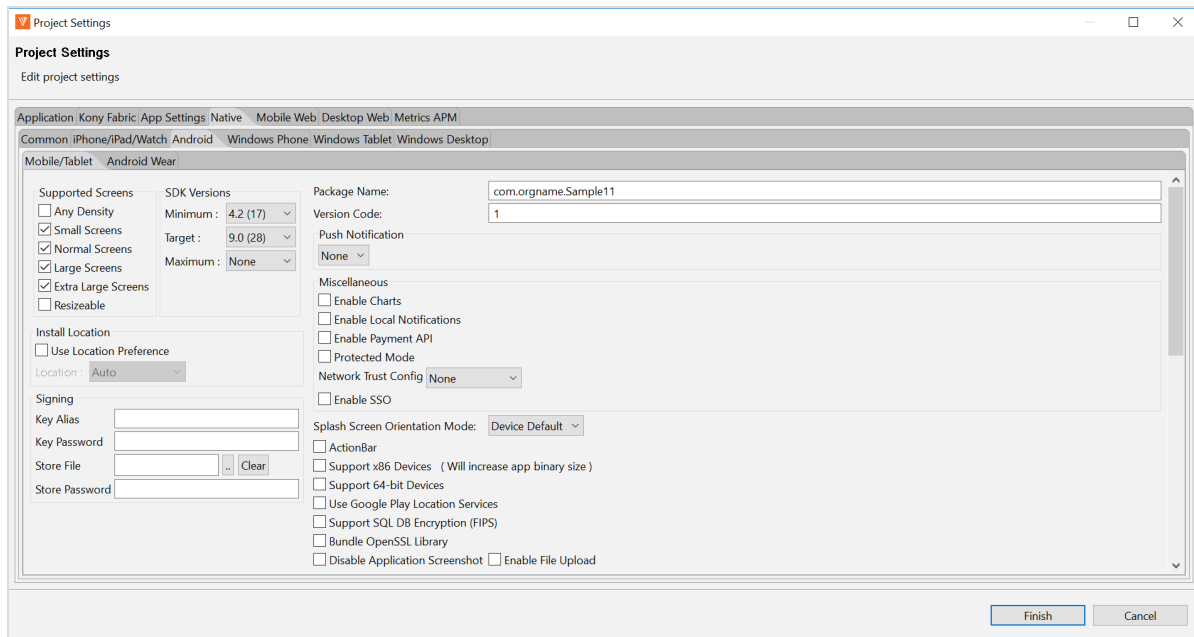 Project Settings
Project Settings
Edit project settings
Application Kony Fabric App Settings Native Mobile Web Desktop Web Metrics APM
Common iPhone/iPad/Watch Android Windows Phone Windows Tablet Windows Desktop
Mobile/Tablet Android Wear
Supported Screens
Any Density
Small Screens
Normal Screens
Large Screens
Extra Large Screens
Resizeable
SDK Versions
Minimum : 4.2 (17)
Target : 9.0 (28)
Maximum : None
Install Location
Use Location Preference
Location : Auto
Signing
Key Alias
Key Password
Store File .. Clear
Store Password
Package Name: com.orgname.Sample11
Version Code: 1
Push Notification
None
Miscellaneous
Enable Charts
Enable Local Notifications
Enable Payment API
Protected Mode
Network Trust Config None
Enable SSO
Splash Screen Orientation Mode: Device Default
ActionBar
Support x86 Devices ( Will increase app binary size )
Support 64-bit Devices
Use Google Play Location Services
Support SQL DB Encryption (FIPS)
Bundle OpenSSL Library
Disable Application Screenshot Enable File Upload
Finish Cancel